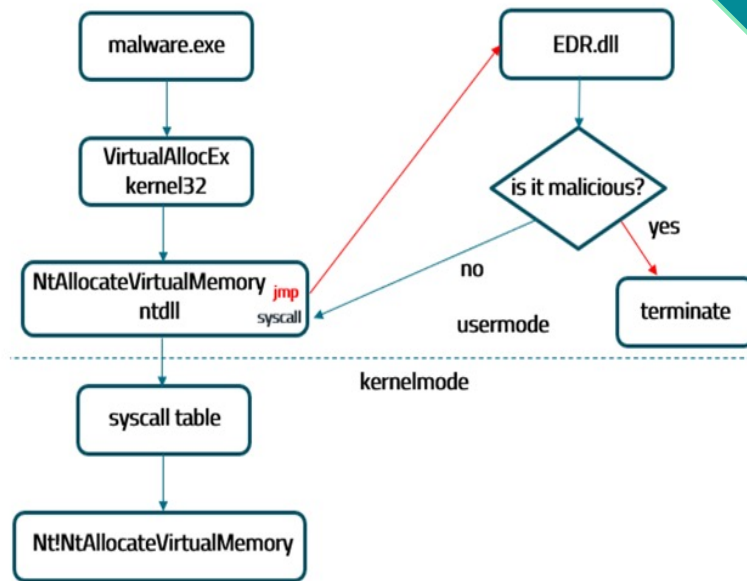 malware.exe
EDR.dll
VirtualAllocEx
kernel32
is it malicious?
yes
no
NtAllocateVirtualMemory
ntdll
jmp
syscall
usermode
terminate
kernelmode
syscall table
Nt!NtAllocateVirtualMemory